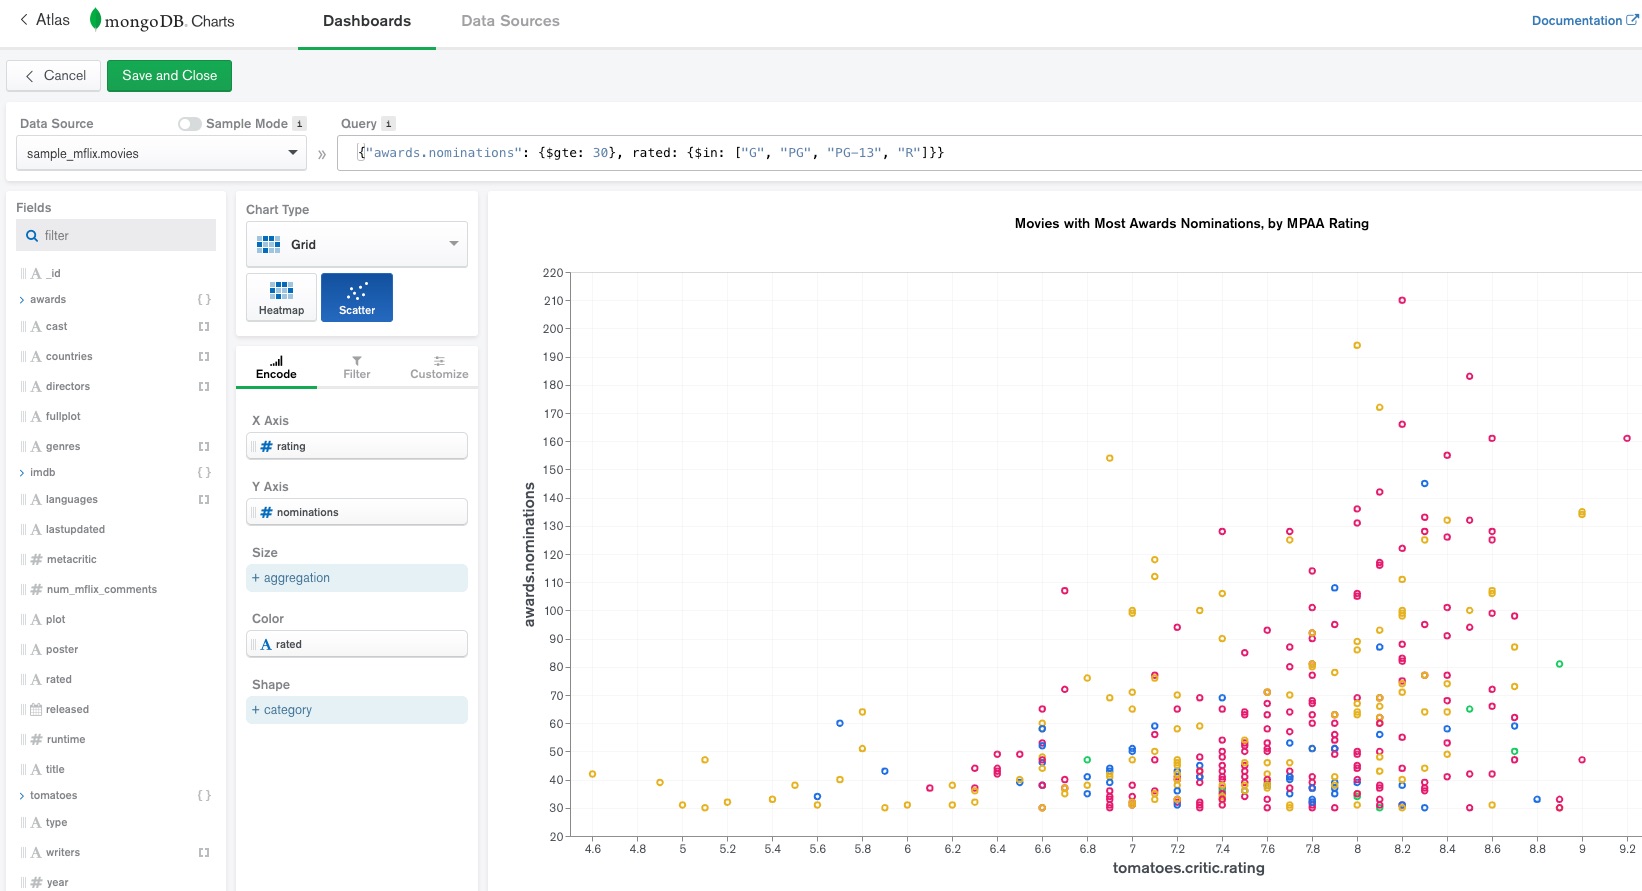 Atlas
mongoDB. Charts
Dashboards
Data Sources
Documentation
Cancel
Save and Close
Data Source
Sample Mode i
Query i
sample_mflix.movies
»
{"awards.nominations": {$gte: 30}, rated: {$in: ["G", "PG", "PG-13", "R"]}}
Fields
filter
A _id
awards { }
A cast [ ]
A countries [ ]
A directors [ ]
A fullplot
A genres [ ]
imdb { }
A languages [ ]
A lastupdated
# metacritic
# num_mflix_comments
A plot
A poster
A rated
released
# runtime
A title
tomatoes { }
A type
A writers [ ]
# year
Chart Type
Grid
Heatmap
Scatter
Encode
Filter
Customize
X Axis
# rating
Y Axis
# nominations
Size
+ aggregation
Color
A rated
Shape
+ category
Movies with Most Awards Nominations, by MPAA Rating
awards.nominations
220
210
200
190
180
170
160
150
140
130
120
110
100
90
80
70
60
50
40
30
20
4.6 4.8 5 5.2 5.4 5.6 5.8 6 6.2 6.4 6.6 6.8 7 7.2 7.4 7.6 7.8 8 8.2 8.4 8.6 8.8 9 9.2
tomatoes.critic.rating